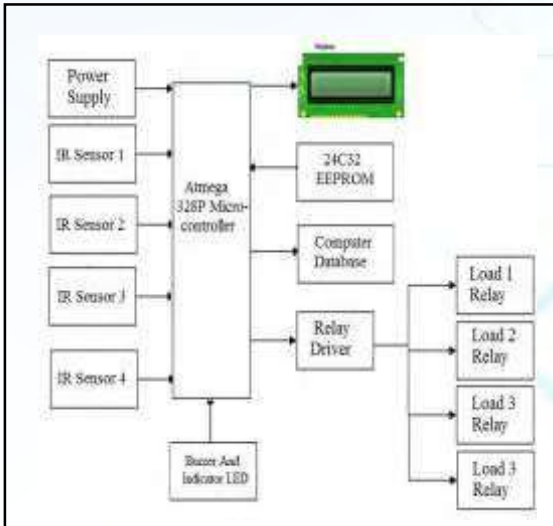 Power
Supply
IR Sensor 1
IR Sensor 2
IR Sensor 3
IR Sensor 4
Atmega
328P Micro-
controller
24C32
EEPROM
Computer
Database
Relay
Driver
Load 1
Relay
Load 2
Relay
Load 3
Relay
Load 3
Relay
Buzzer And
Indicator LED